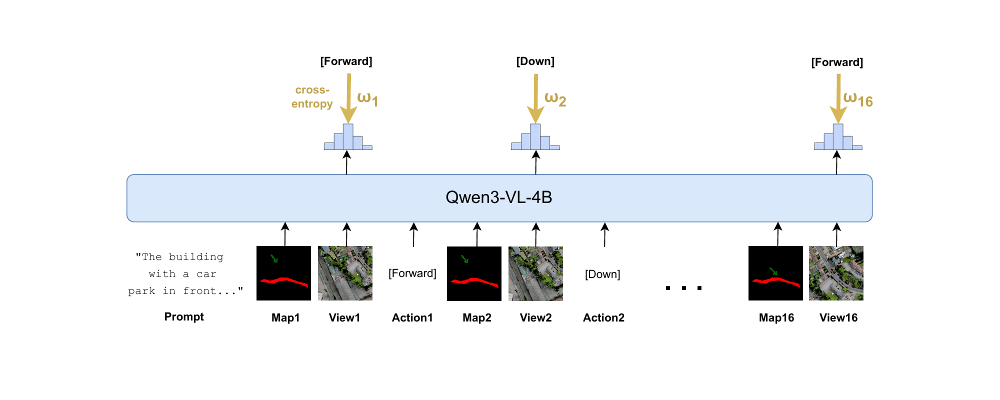 [Forward]
[Down]
[Forward]
cross-
entropy
ω1
ω2
ω16
Qwen3-VL-4B
"The building
with a car
park in front..."
[Forward]
[Down]
. . .
Prompt
Map1
View1
Action1
Map2
View2
Action2
Map16
View16